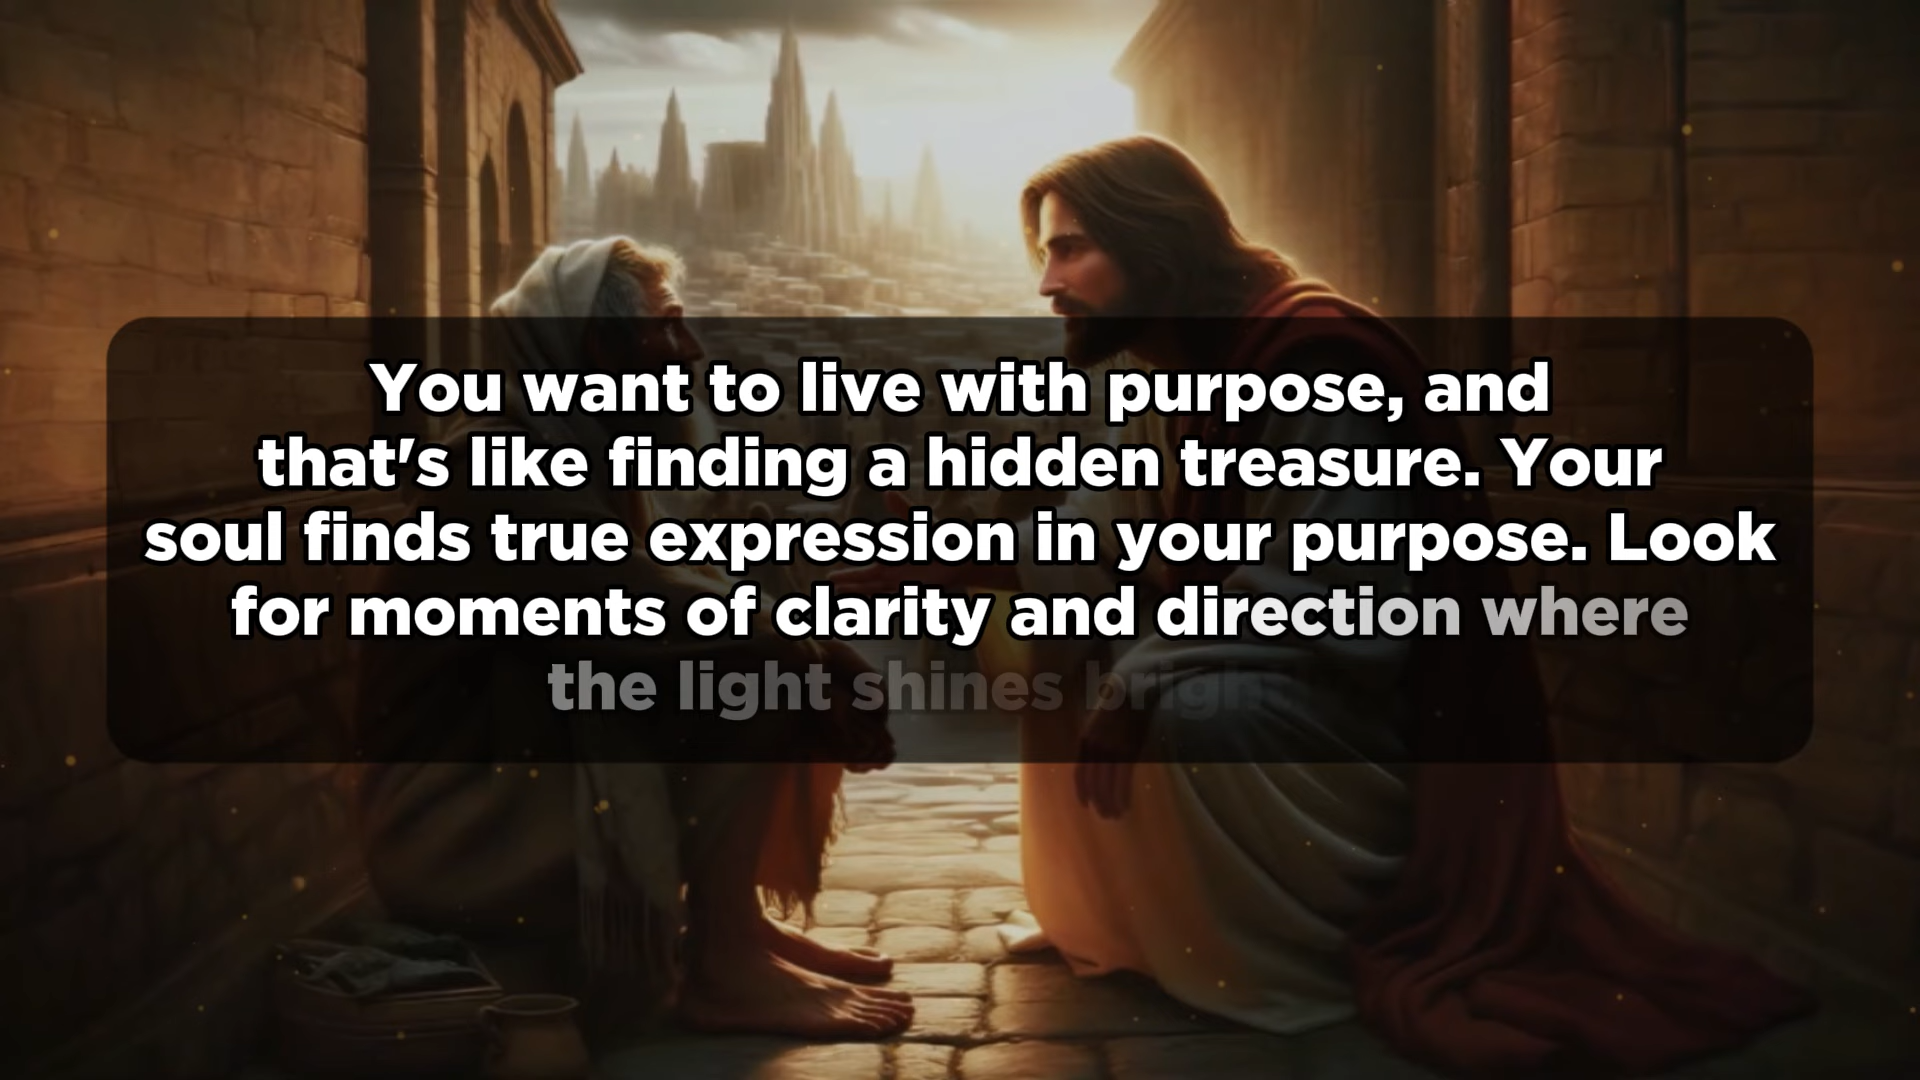 You want to live with purpose, and
that's like finding a hidden treasure. Your
soul finds true expression in your purpose. Look
for moments of clarity and direction where
the light shines